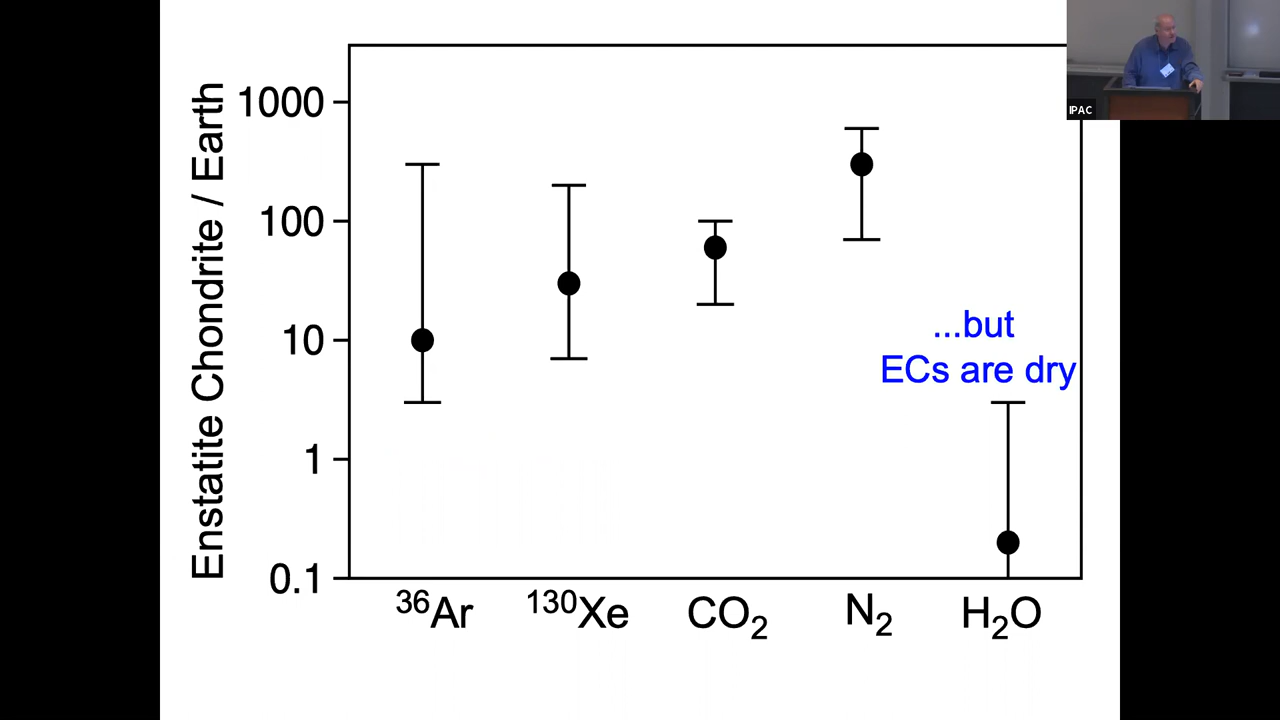 IPAC
Enstatite Chondrite / Earth
1000
100
10
1
0.1
...but
ECs are dry
³⁶Ar
¹³⁰Xe
CO₂
N₂
H₂O